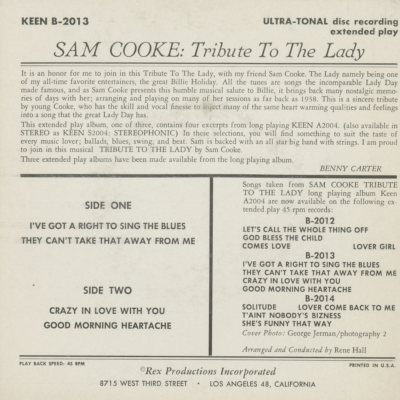 KEEN B-2013
ULTRA-TONAL disc recording
extended play
SAM COOKE: Tribute To The Lady
It is an honor for me to join in this Tribute To The Lady, with my friend Sam Cooke. The Lady namely being one
of my all-time favorite entertainers, the great Billie Holiday. All the tunes are songs the incomparable Lady Day
made famous, and as Sam Cooke presents this humble musical salute to Billie, it brings back many nostalgic memo-
ries of days with her; arranging and playing on many of her sessions as far back as 1938. This is a sincere tribute
by young Cooke, who has the skill and vocal finesse to inject many of these same heart warming qualities and feelings
into a song that the great Lady Day has.
This extended play album, one of three, contains four excerpts from long playing KEEN A2004. (also available in
STEREO as KEEN S2004: STEREOPHONIC) In these selections, you will find something to suit the taste of
every music lover; ballads, blues, swing, and beat. Sam is backed with an all star big band with strings. I am proud
to join in this musical TRIBUTE TO THE LADY by Sam Cooke.
Three extended play albums have been made available from the long playing album.
BENNY CARTER
SIDE ONE
I'VE GOT A RIGHT TO SING THE BLUES
THEY CAN'T TAKE THAT AWAY FROM ME
SIDE TWO
CRAZY IN LOVE WITH YOU
GOOD MORNING HEARTACHE
Songs taken from SAM COOKE TRIBUTE
TO THE LADY long playing album Keen
A2004 are now available on the following ex-
tended play 45 rpm records:
B-2012
LET'S CALL THE WHOLE THING OFF
GOD BLESS THE CHILD
COMES LOVE LOVER GIRL
B-2013
I'VE GOT A RIGHT TO SING THE BLUES
THEY CAN'T TAKE THAT AWAY FROM ME
CRAZY IN LOVE WITH YOU
GOOD MORNING HEARTACHE
B-2014
SOLITUDE LOVER COME BACK TO ME
T'AINT NOBODY'S BIZNESS
SHE'S FUNNY THAT WAY
Cover Photo: George Jerman/photography 2
Arranged and Conducted by Rene Hall
PLAY BACK SPEED: 45 RPM
PRINTED IN U.S.A.
©Rex Productions Incorporated
8715 WEST THIRD STREET • LOS ANGELES 48, CALIFORNIA